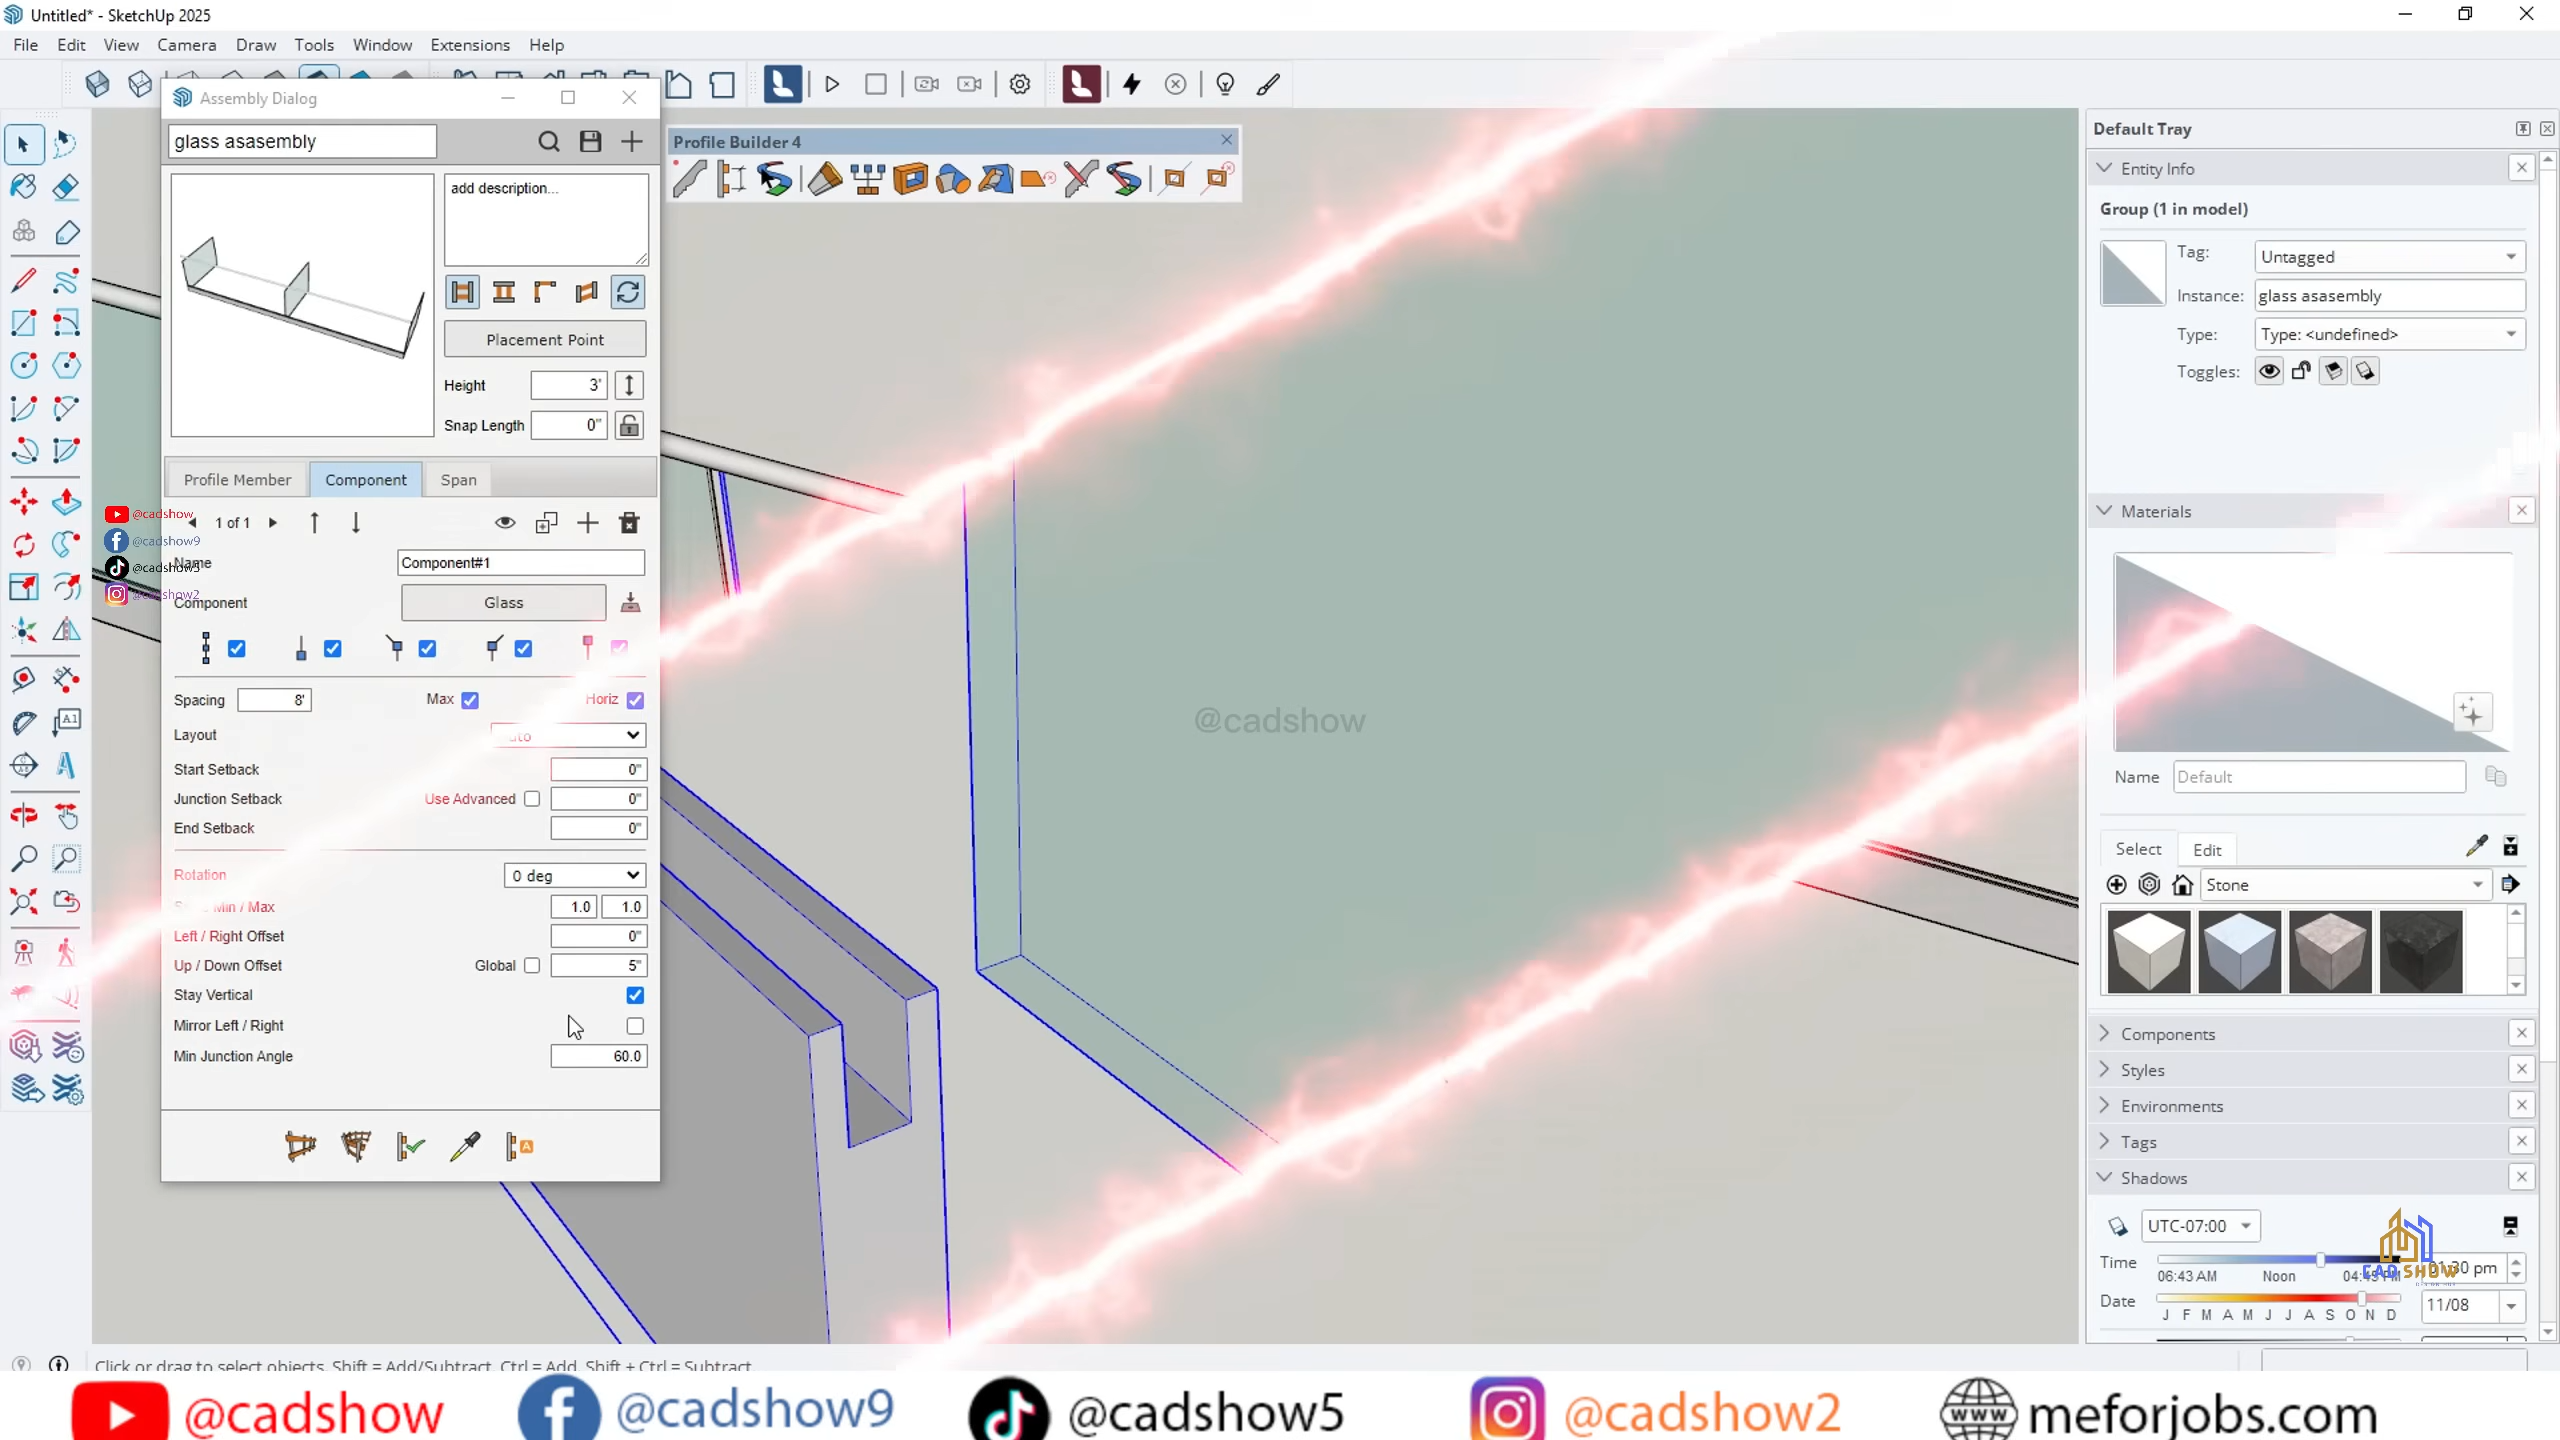 Untitled* - SketchUp 2025
File Edit View Camera Draw Tools Window Extensions Help
Assembly Dialog
glass asasembly
add description...
Placement Point
Height 3'
Snap Length 0"
Profile Member Component Span
1 of 1
Name Component#1
Component Glass
Spacing 8' Max Horiz
Layout
Start Setback 0"
Junction Setback Use Advanced 0"
End Setback 0"
Rotation 0 deg
Min / Max 1.0 1.0
Left / Right Offset 0"
Up / Down Offset Global 5"
Stay Vertical
Mirror Left / Right
Min Junction Angle 60.0
@cadshow
@cadshow9
@cadshow5
@cadshow2
Profile Builder 4
@cadshow
Default Tray
Entity Info
Group (1 in model)
Tag: Untagged
Instance: glass asasembly
Type: Type: <undefined>
Toggles:
Materials
Name Default
Select Edit
Stone
Components
Styles
Environments
Tags
Shadows
UTC-07:00
Time 06:43 AM Noon
Date J F M A M J J A S O N D 11/08
CAD SHOW
Click or drag to select objects. Shift = Add/Subtract. Ctrl = Add. Shift + Ctrl = Subtract.
@cadshow @cadshow9 @cadshow5 @cadshow2 www meforjobs.com